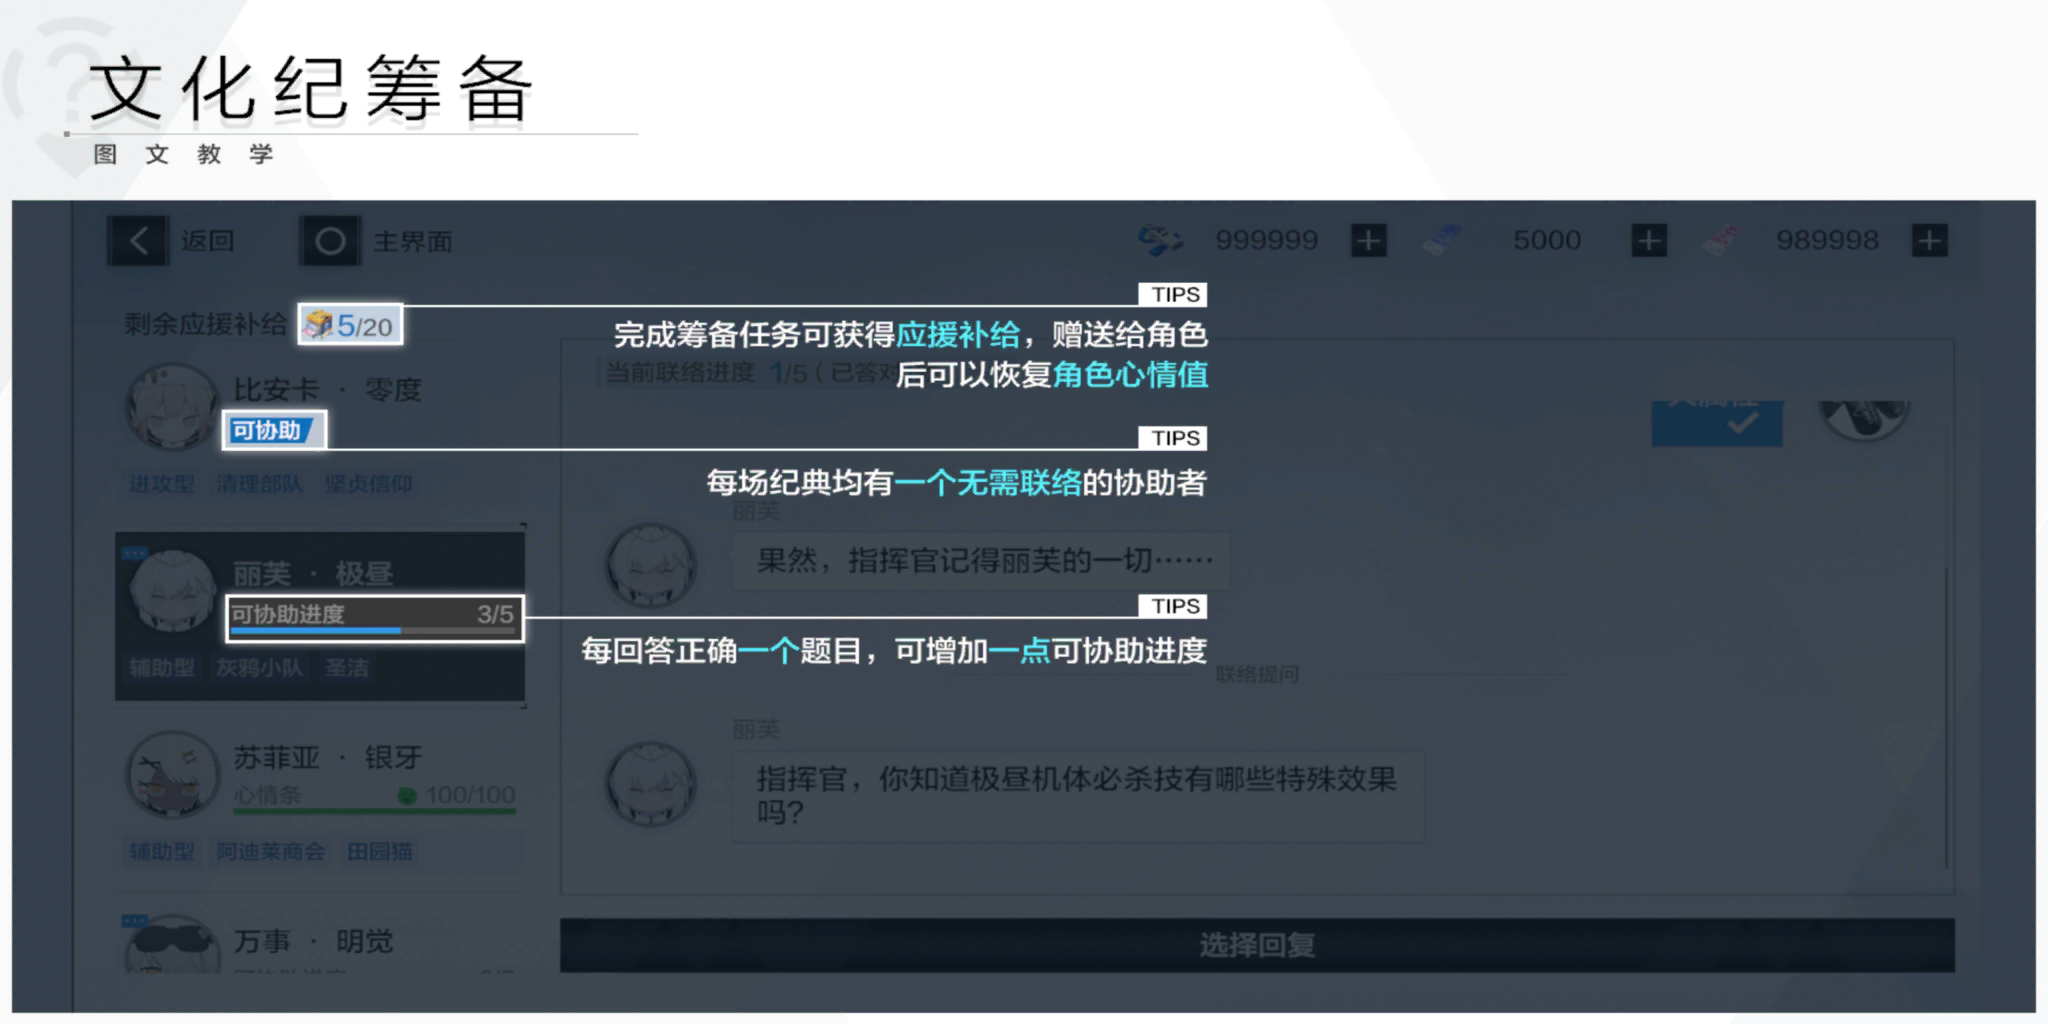 文化纪筹备
图文教学
返回
主界面
999999
5000
989998
剩余应援补给 5/20
TIPS
完成筹备任务可获得应援补给，赠送给角色
后可以恢复角色心情值
当前联络进度 1/5（已答对
比安卡 · 零度
可协助
进攻型 清理部队 坚贞信仰
TIPS
每场纪典均有一个无需联络的协助者
丽芙
果然，指挥官记得丽芙的一切……
丽芙 · 极昼
可协助进度 3/5
辅助型 灰鸦小队 圣洁
TIPS
每回答正确一个题目，可增加一点可协助进度
联络提问
丽芙
指挥官，你知道极昼机体必杀技有哪些特殊效果
吗？
苏菲亚 · 银牙
心情条 100/100
辅助型 阿迪莱商会 田园猫
万事 · 明觉
选择回复